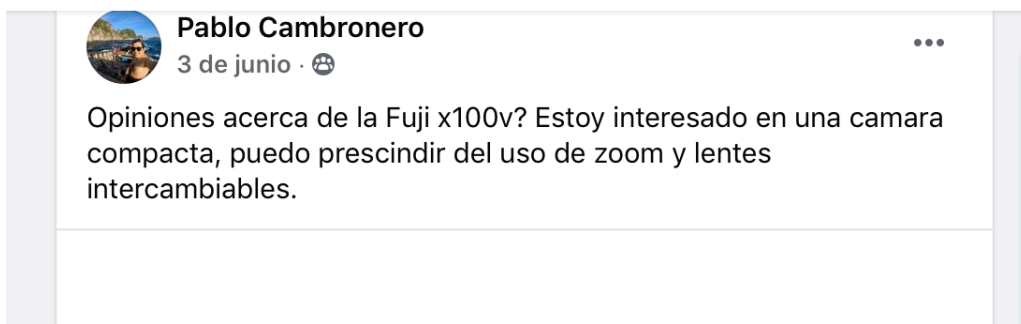 Pablo Cambronero
3 de junio ·
Opiniones acerca de la Fuji x100v? Estoy interesado en una camara
compacta, puedo prescindir del uso de zoom y lentes
intercambiables.